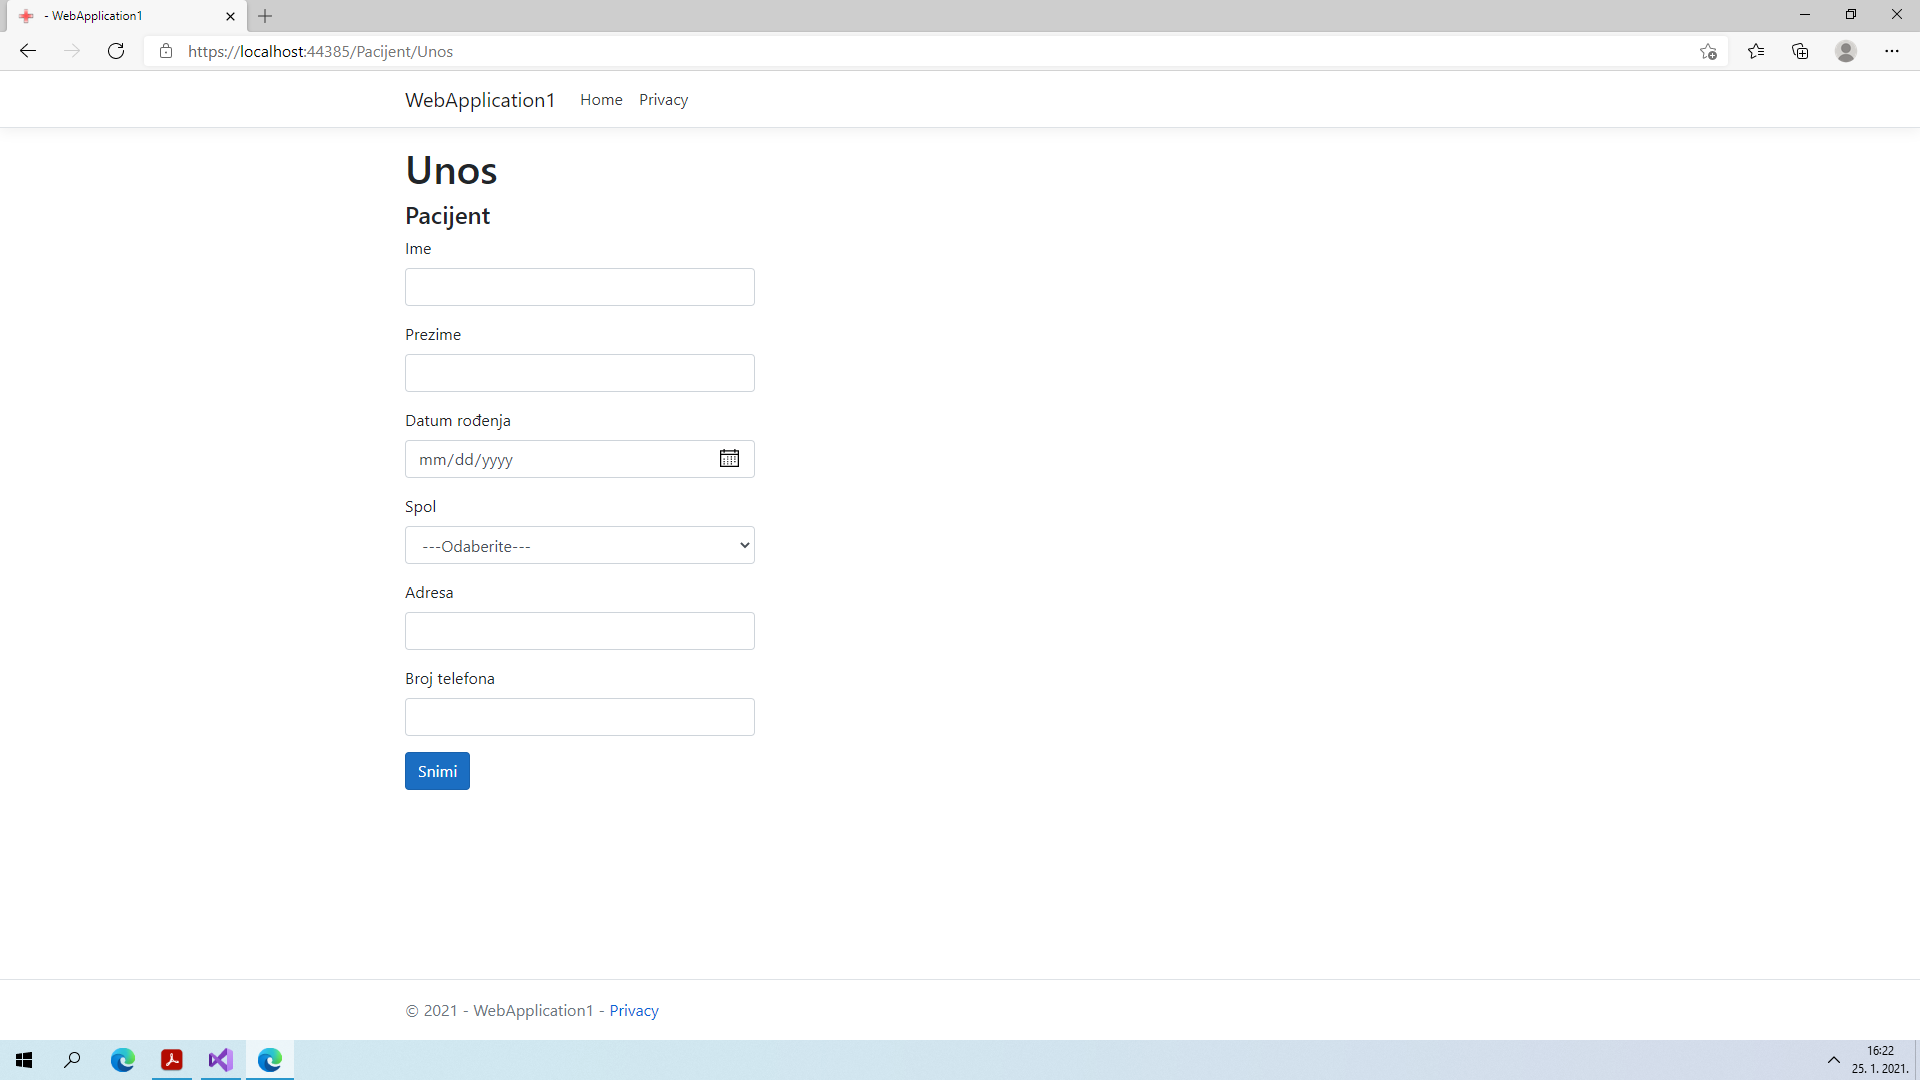 - WebApplication1
https://localhost:44385/Pacijent/Unos
WebApplication1 Home Privacy
Unos
Pacijent
Ime
Prezime
Datum rođenja
mm/dd/yyyy
Spol
---Odaberite---
Adresa
Broj telefona
Snimi
© 2021 - WebApplication1 - Privacy
16:22
25. 1. 2021.